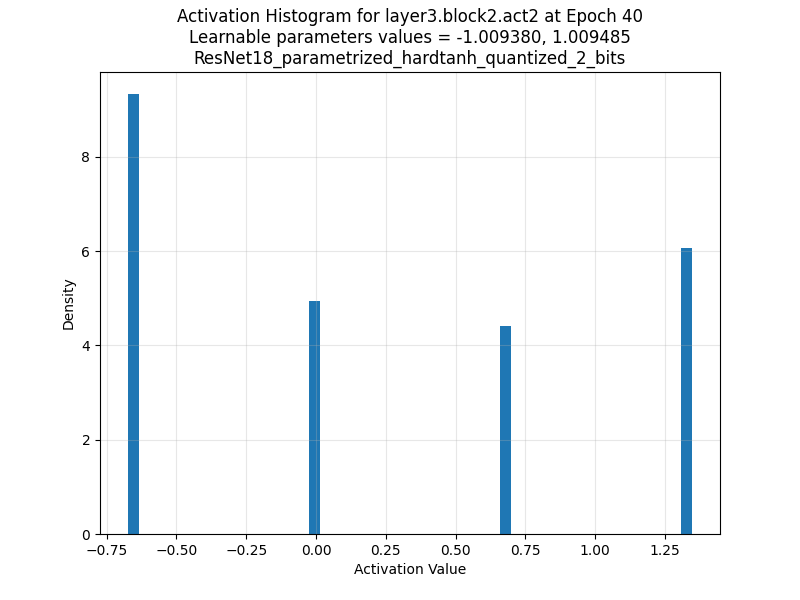 Activation Histogram for layer3.block2.act2 at Epoch 40
Learnable parameters values = -1.009380, 1.009485
ResNet18_parametrized_hardtanh_quantized_2_bits
8
6
4
2
0
Density
−0.75 −0.50 −0.25 0.00 0.25 0.50 0.75 1.00 1.25
Activation Value